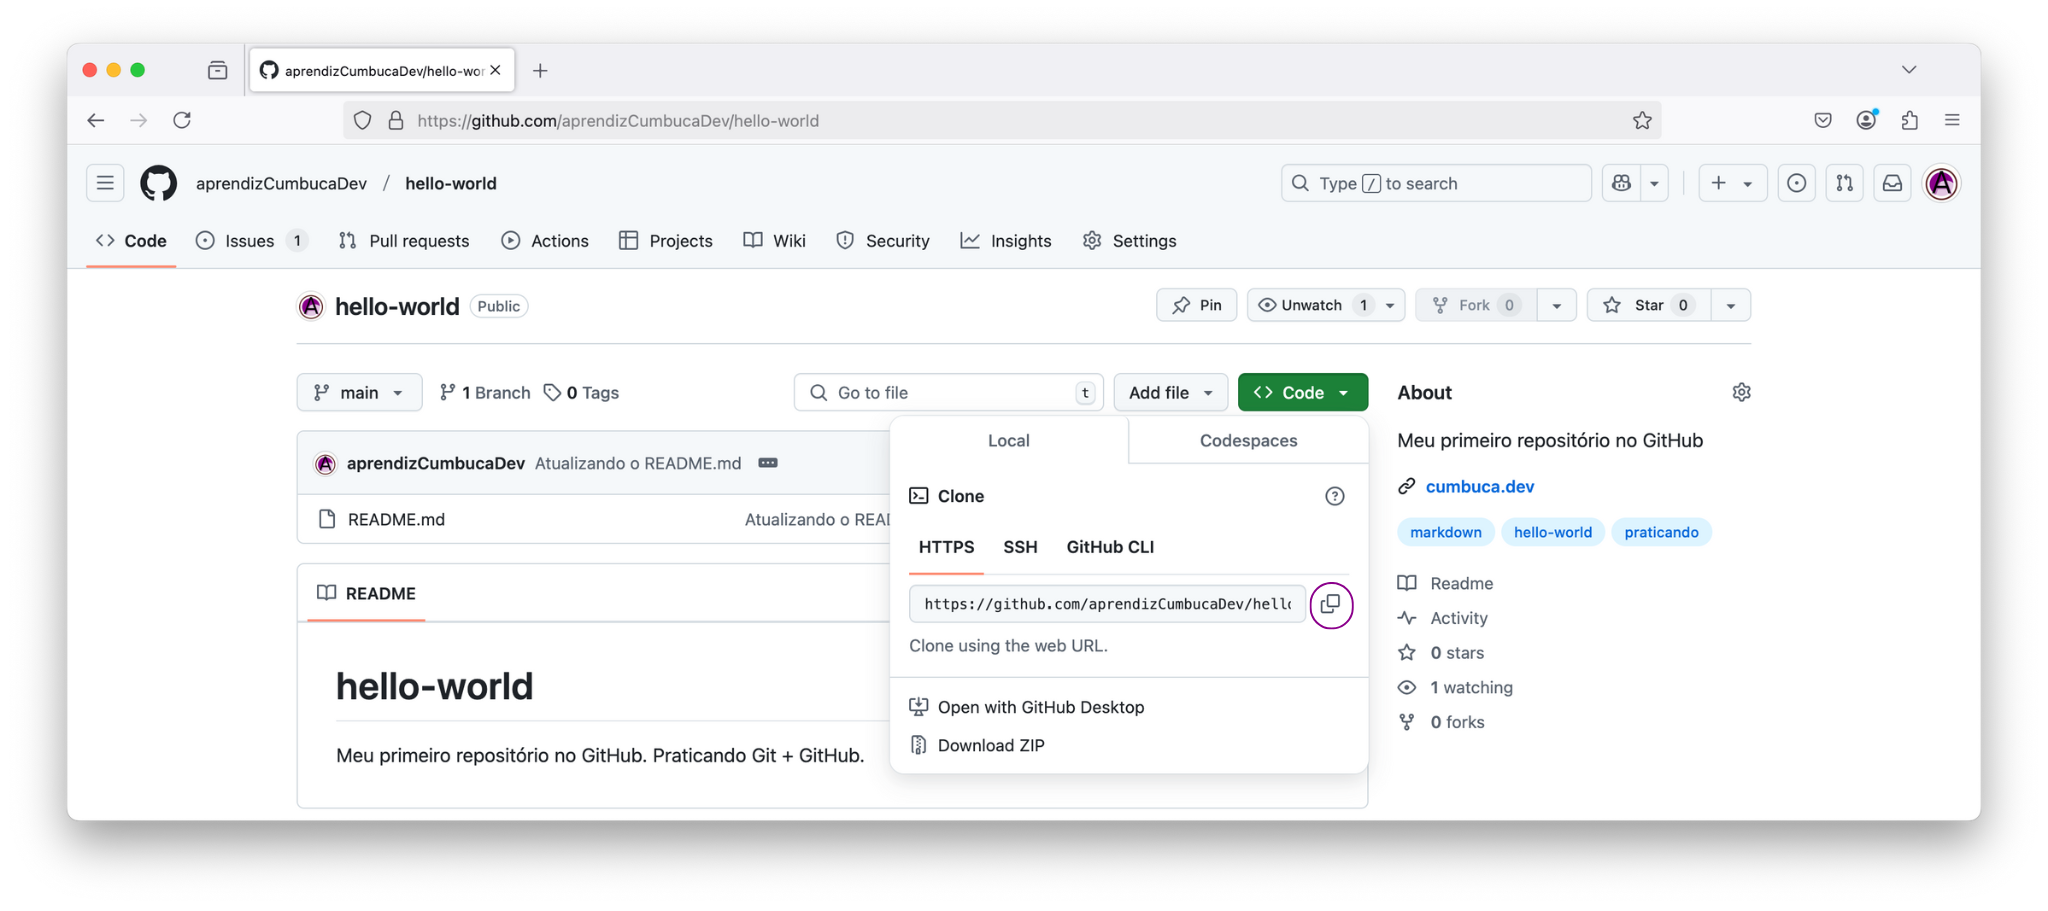 aprendizCumbucaDev/hello-wor
https://github.com/aprendizCumbucaDev/hello-world
aprendizCumbucaDev / hello-world
Type / to search
Code
Issues 1
Pull requests
Actions
Projects
Wiki
Security
Insights
Settings
hello-world Public
Pin
Unwatch 1
Fork 0
Star 0
main
1 Branch
0 Tags
Go to file t
Add file
Code
aprendizCumbucaDev Atualizando o README.md
README.md Atualizando o REA
README
hello-world
Meu primeiro repositório no GitHub. Praticando Git + GitHub.
Local
Codespaces
Clone
HTTPS SSH GitHub CLI
https://github.com/aprendizCumbucaDev/hell
Clone using the web URL.
Open with GitHub Desktop
Download ZIP
About
Meu primeiro repositório no GitHub
cumbuca.dev
markdown hello-world praticando
Readme
Activity
0 stars
1 watching
0 forks